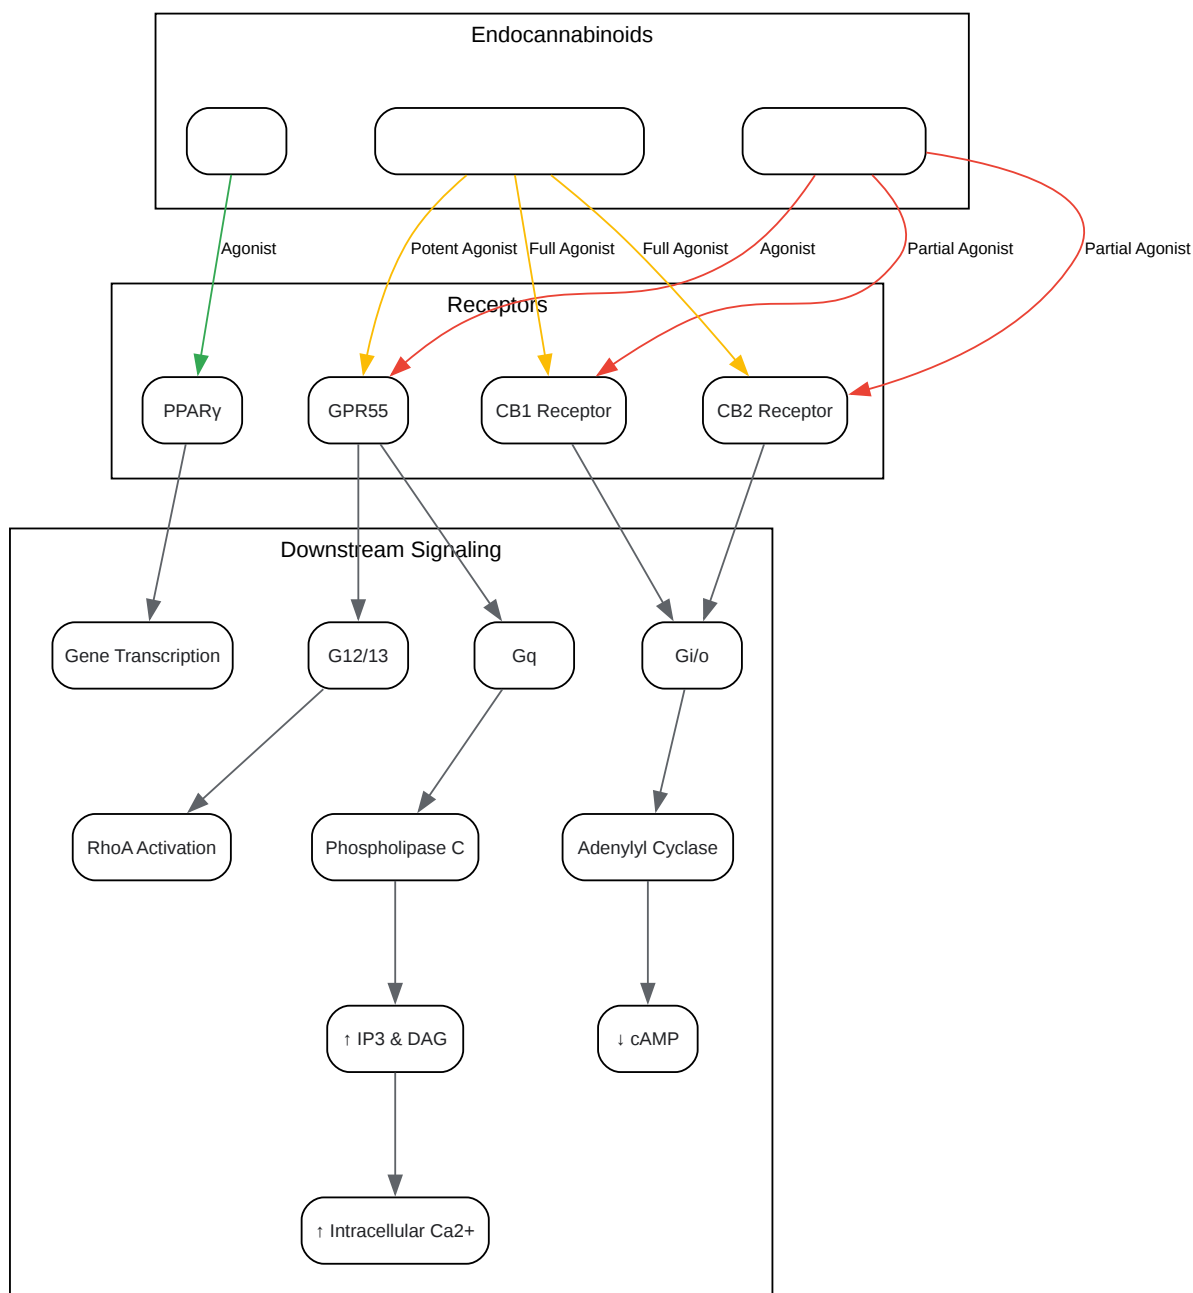 Endocannabinoids
Agonist
Potent Agonist
Full Agonist
Full Agonist
Agonist
Partial Agonist
Partial Agonist
Receptors
PPARγ
GPR55
CB1 Receptor
CB2 Receptor
Downstream Signaling
Gene Transcription
G12/13
Gq
Gi/o
RhoA Activation
Phospholipase C
Adenylyl Cyclase
↑ IP3 & DAG
↓ cAMP
↑ Intracellular Ca2+